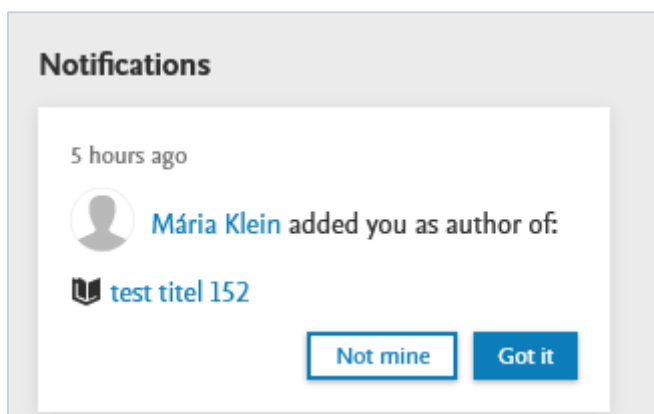 Notifications
5 hours ago
Mária Klein added you as author of:
test titel 152
Not mine
Got it